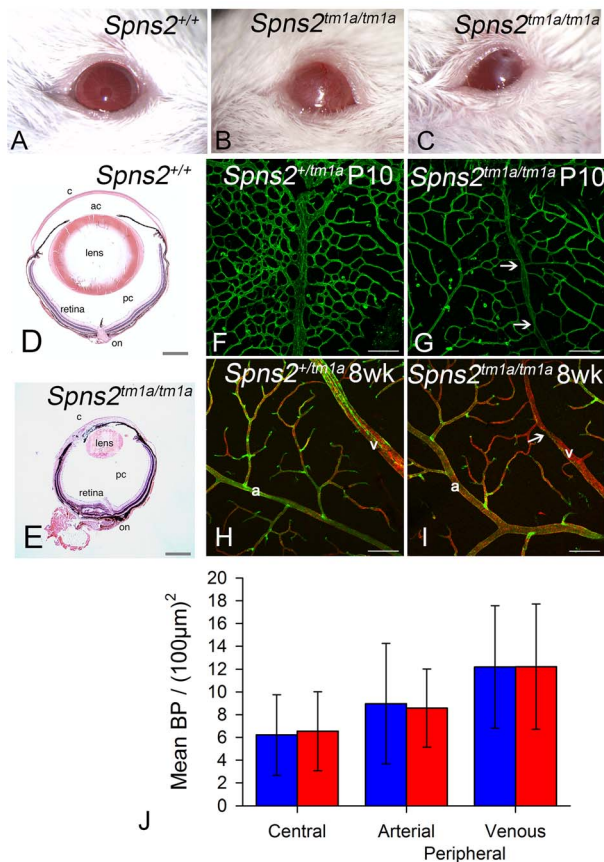 Spns2+/+
Spns2tm1a/tm1a
Spns2tm1a/tm1a
A
B
C
Spns2+/+
c
ac
lens
retina
pc
on
D
Spns2+/tm1a P10
F
Spns2tm1a/tm1a P10
G
Spns2tm1a/tm1a
c
lens
pc
retina
on
E
Spns2+/tm1a 8wk
a
v
H
Spns2tm1a/tm1a 8wk
a
v
I
J
Mean BP / (100µm)2
20
18
16
14
12
10
8
6
4
2
0
Central
Arterial
Venous
Peripheral